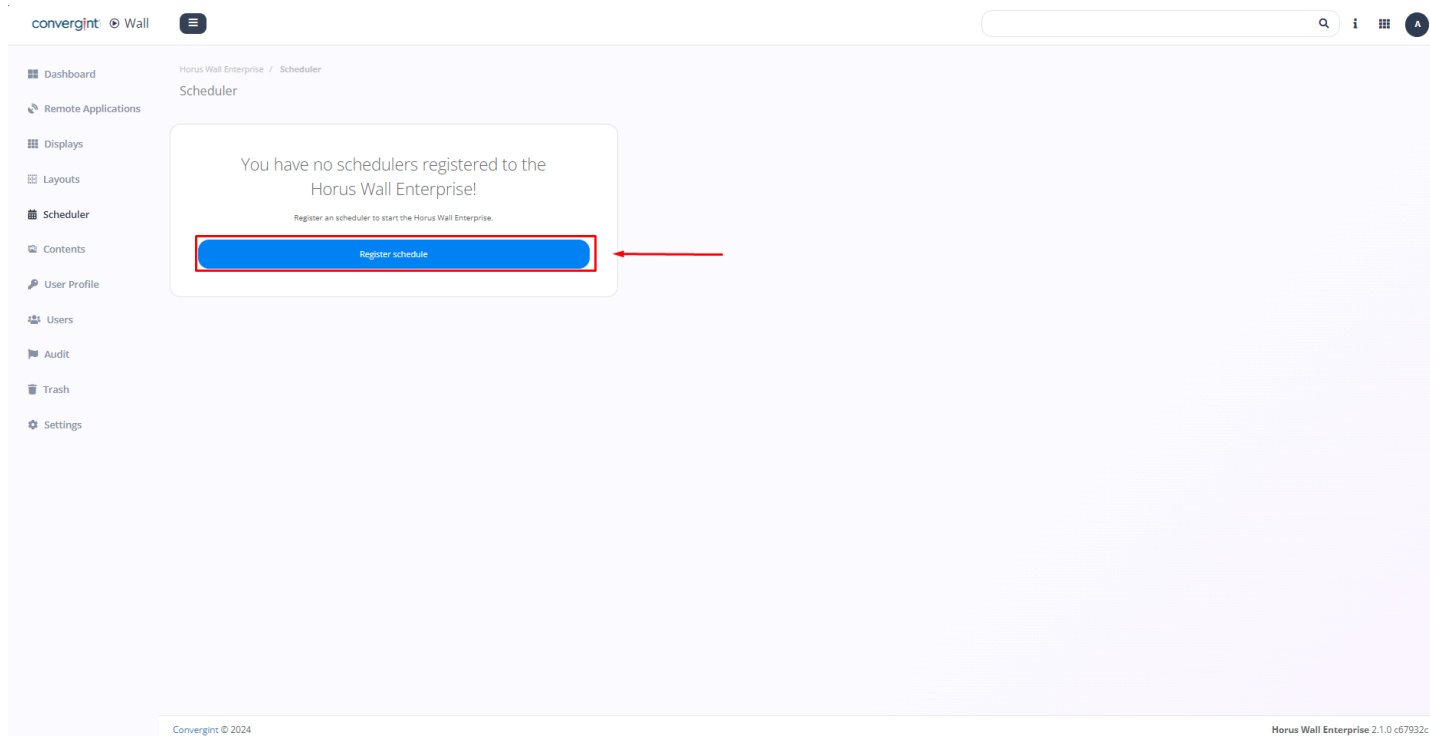 convergint Wall
A
Dashboard
Remote Applications
Displays
Layouts
Scheduler
Contents
User Profile
Users
Audit
Trash
Settings
Horus Wall Enterprise / Scheduler
Scheduler
You have no schedulers registered to the
Horus Wall Enterprise!
Register an scheduler to start the Horus Wall Enterprise.
Register schedule
Convergint © 2024
Horus Wall Enterprise 2.1.0 c67932c